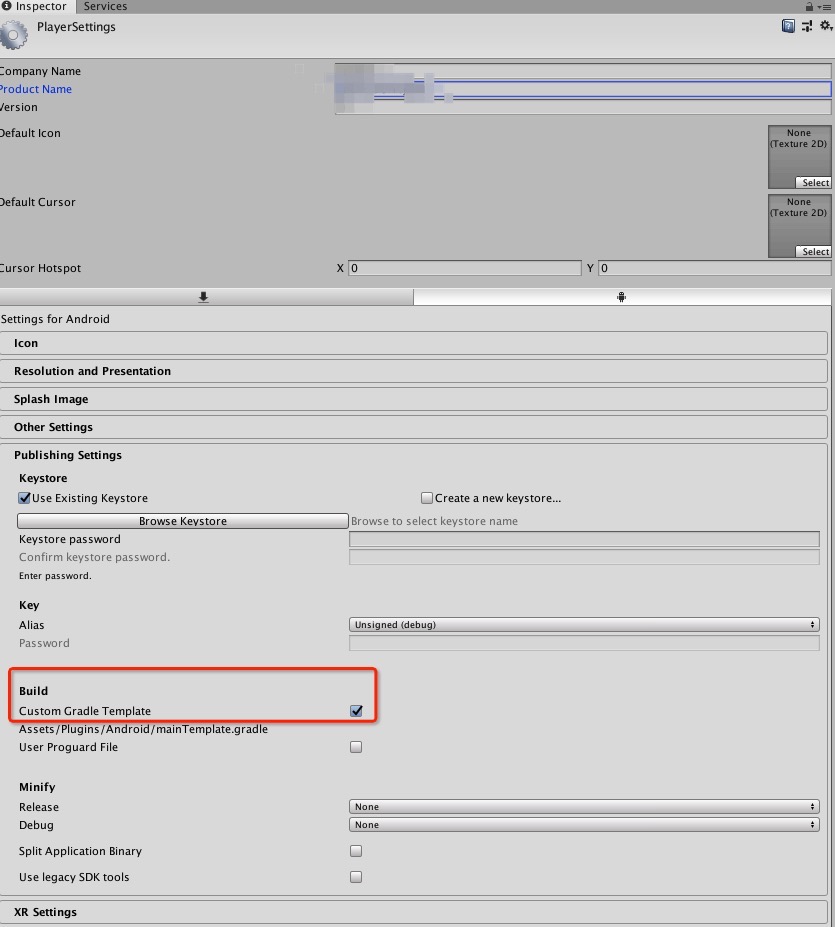 Inspector Services
PlayerSettings
Company Name
Product Name
Version
Default Icon
None
(Texture 2D)
Select
Default Cursor
None
(Texture 2D)
Select
Cursor Hotspot X 0 Y 0
Settings for Android
Icon
Resolution and Presentation
Splash Image
Other Settings
Publishing Settings
Keystore
Use Existing Keystore Create a new keystore...
Browse Keystore Browse to select keystore name
Keystore password
Confirm keystore password.
Enter password.
Key
Alias Unsigned (debug)
Password
Build
Custom Gradle Template
Assets/Plugins/Android/mainTemplate.gradle
User Proguard File
Minify
Release None
Debug None
Split Application Binary
Use legacy SDK tools
XR Settings